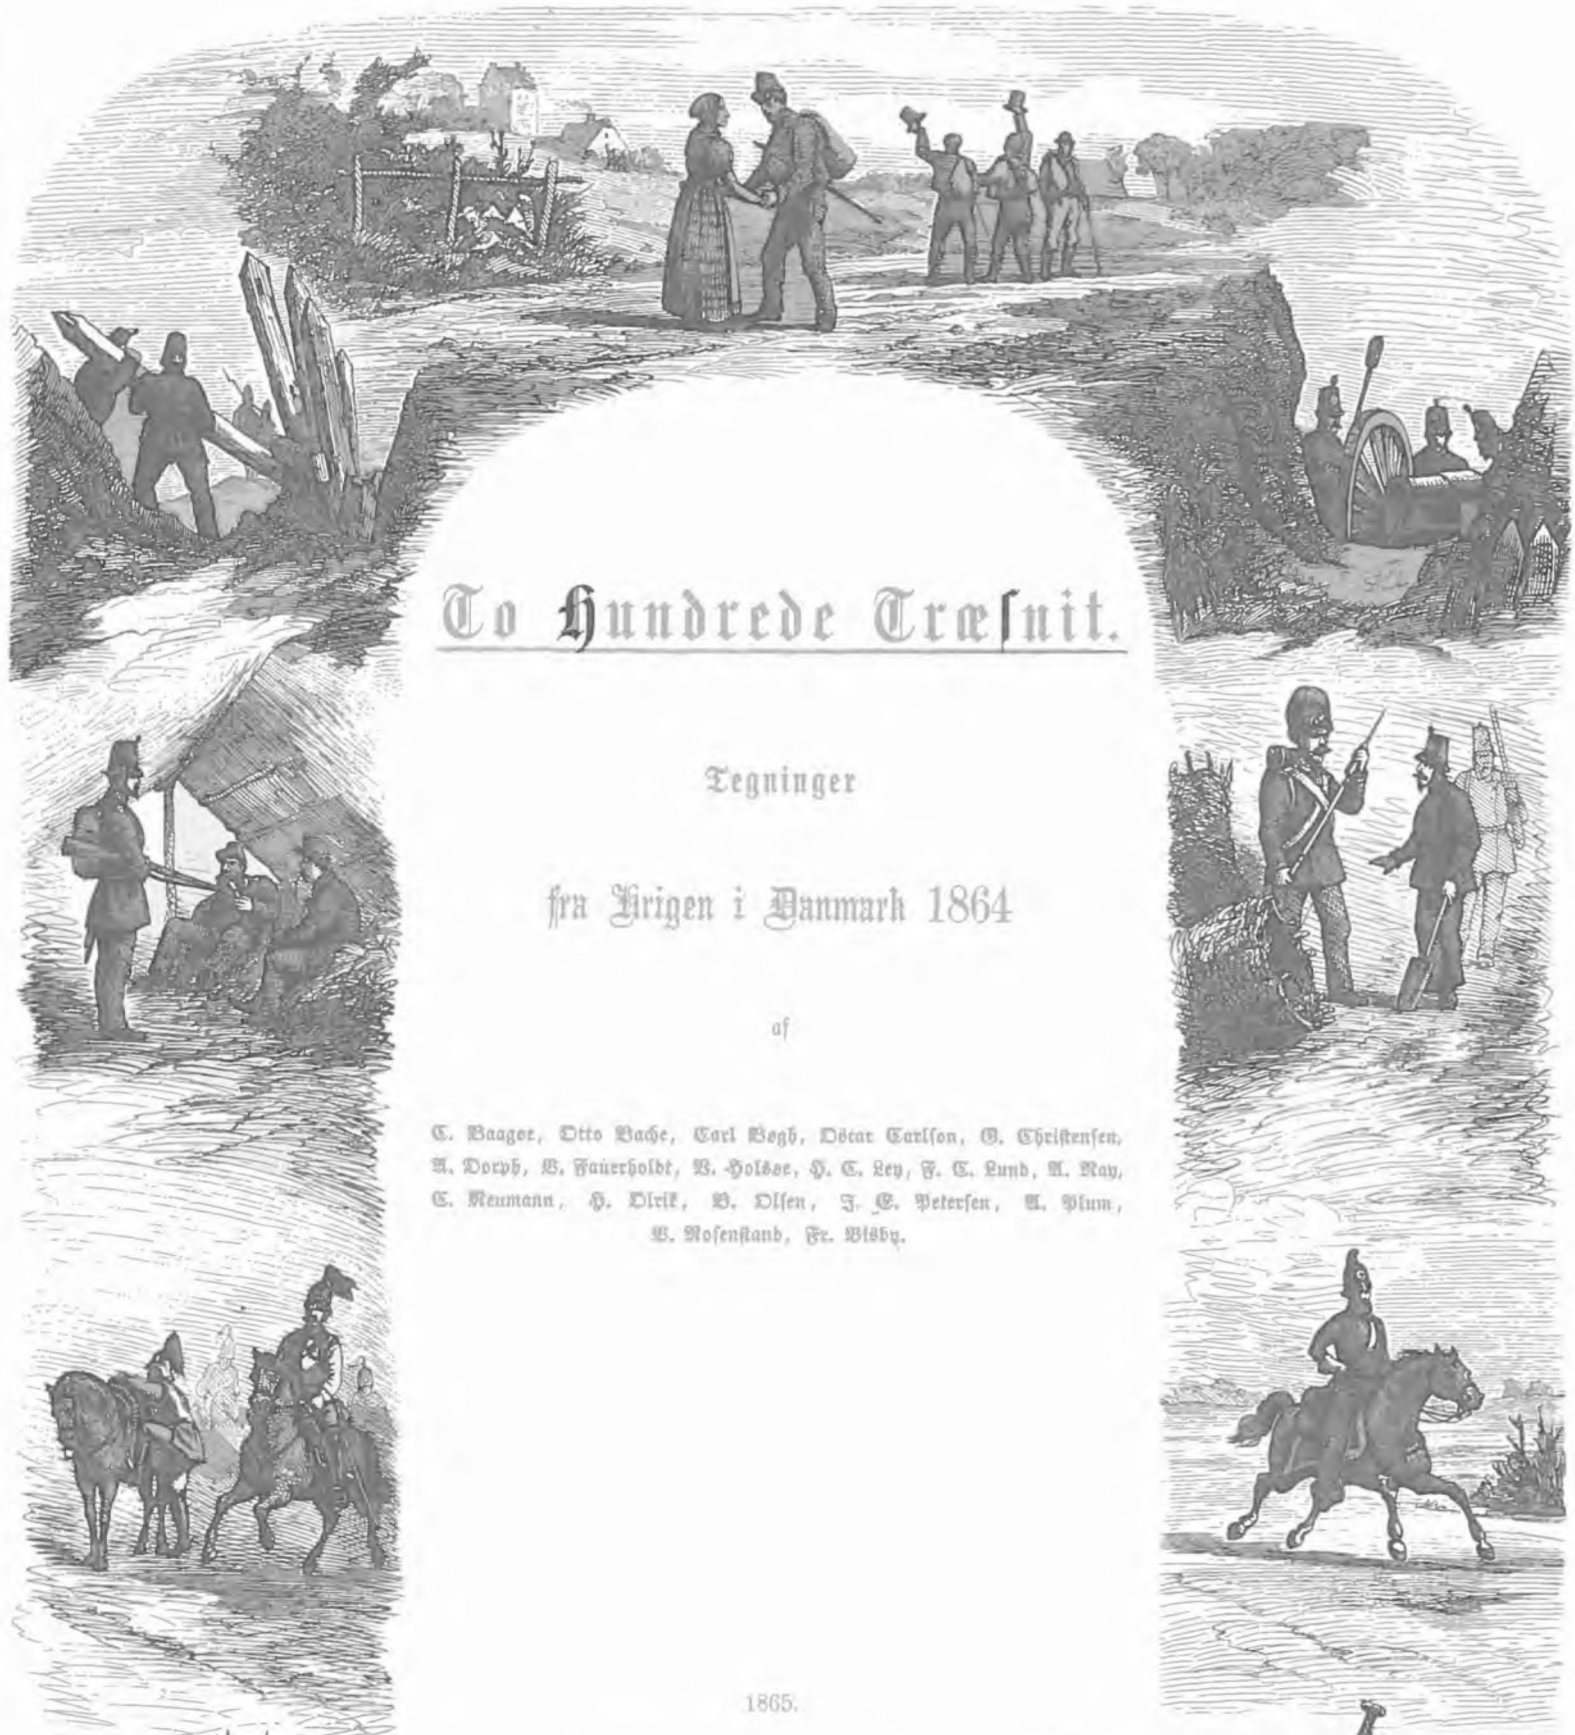 To Hundrede Træsnit.
Tegninger
fra Krigen i Danmark 1864
af
C. Baagøe, Otto Bache, Carl Bøgh, Oscar Carlson, G. Christensen,
A. Dorph, V. Fauerholdt, V. Holsøe, H. C. Ley, F. C. Lund, A. Nay,
C. Neumann, H. Olrik, B. Olsen, J. E. Petersen, A. Plum,
V. Rosenstand, Fr. Visby.
1865.